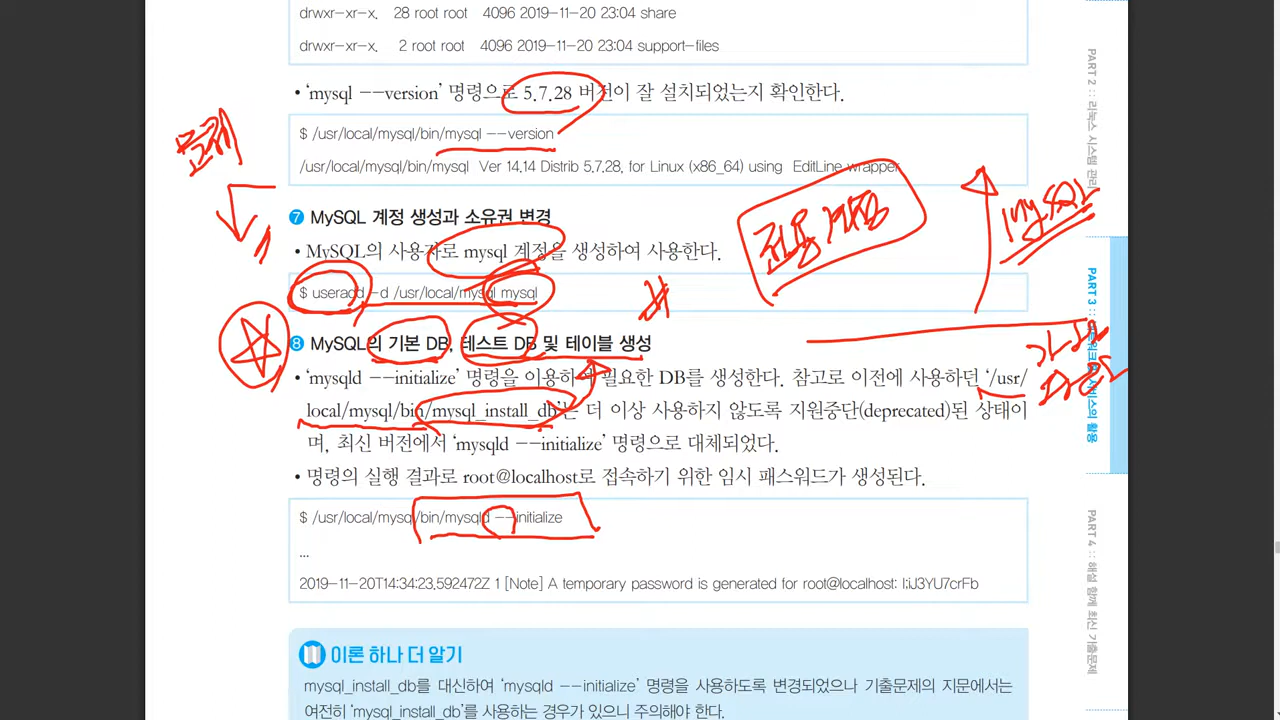 drwxr-xr-x. 2 root root 4096 2019-11-20 23:04 share
drwxr-xr-x. 2 root root 4096 2019-11-20 23:04 support-files
• ‘mysql --version’ 명령으로 5.7.28 버전이 잘 설치되었는지 확인한다.
$ /usr/local/mysql/bin/mysql --version
/usr/local/mysql/bin/mysql Ver 14.14 Distrib 5.7.28, for (x86_64) using EditLine wrapper
❼ MySQL 계정 생성과 소유권 변경
• MySQL의 사용자로 mysql 계정을 생성하여 사용한다.
$ useradd /usr/local/mysql mysql
전용 계정
❽ MySQL의 기본 DB, 테스트 DB 및 테이블 생성
• ‘mysqld --initialize’ 명령을 이용하여 필요한 DB를 생성한다. 참고로 이전에 사용하던 ‘/usr/
local/mysql/bin/mysql_install_db’는 더 이상 사용하지 않도록 지원중단(deprecated)된 상태이
며, 최신 버전에서 ‘mysqld --initialize’ 명령으로 대체되었다.
• 명령의 실행 결과로 root@localhost로 접속하기 위한 임시 패스워드가 생성된다.
$ /usr/local/mysql/bin/mysqld --initialize
...
[Note] A temporary password is generated for root@localhost:
이론 하나 더 알기
mysql_install_db를 대신하여 ‘mysqld --initialize’ 명령을 사용하도록 변경되었으나 기출문제의 지문에서는
여전히 ‘mysql_install_db’를 사용하는 경우가 있으니 주의해야 한다.
PART 2 :: 리눅스 시스템 관리
PART 3 :: 네트워크 및 서비스의 활용
PART 4 :: 해설과 함께 최신 기출문제